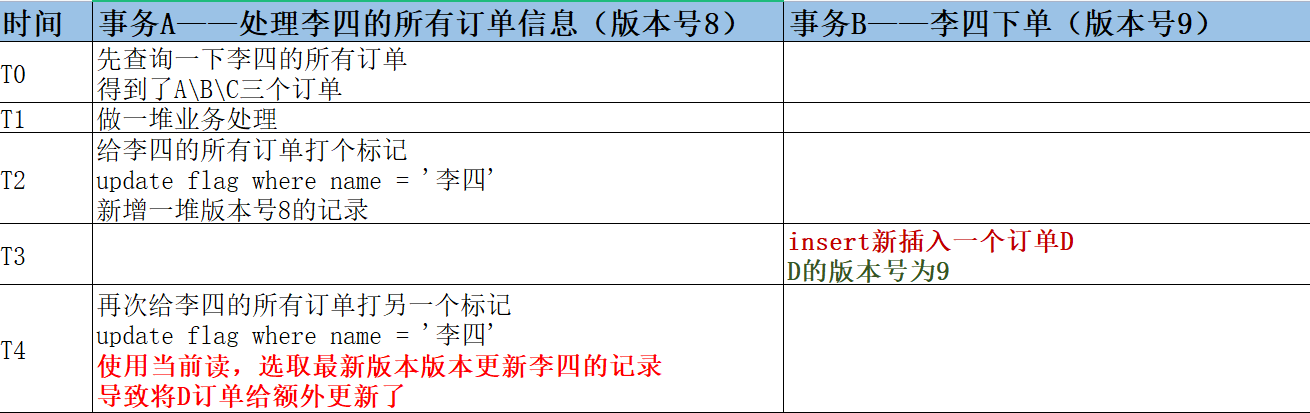 时间 事务A——处理李四的所有订单信息（版本号8） 事务B——李四下单（版本号9）
T0
先查询一下李四的所有订单
得到了A\B\C三个订单
T1 做一堆业务处理
T2
给李四的所有订单打个标记
update flag where name = '李四'
新增一堆版本号8的记录
T3
insert新插入一个订单D
D的版本号为9
T4
再次给李四的所有订单打另一个标记
update flag where name = '李四'
使用当前读，选取最新版本版本更新李四的记录
导致将D订单给额外更新了